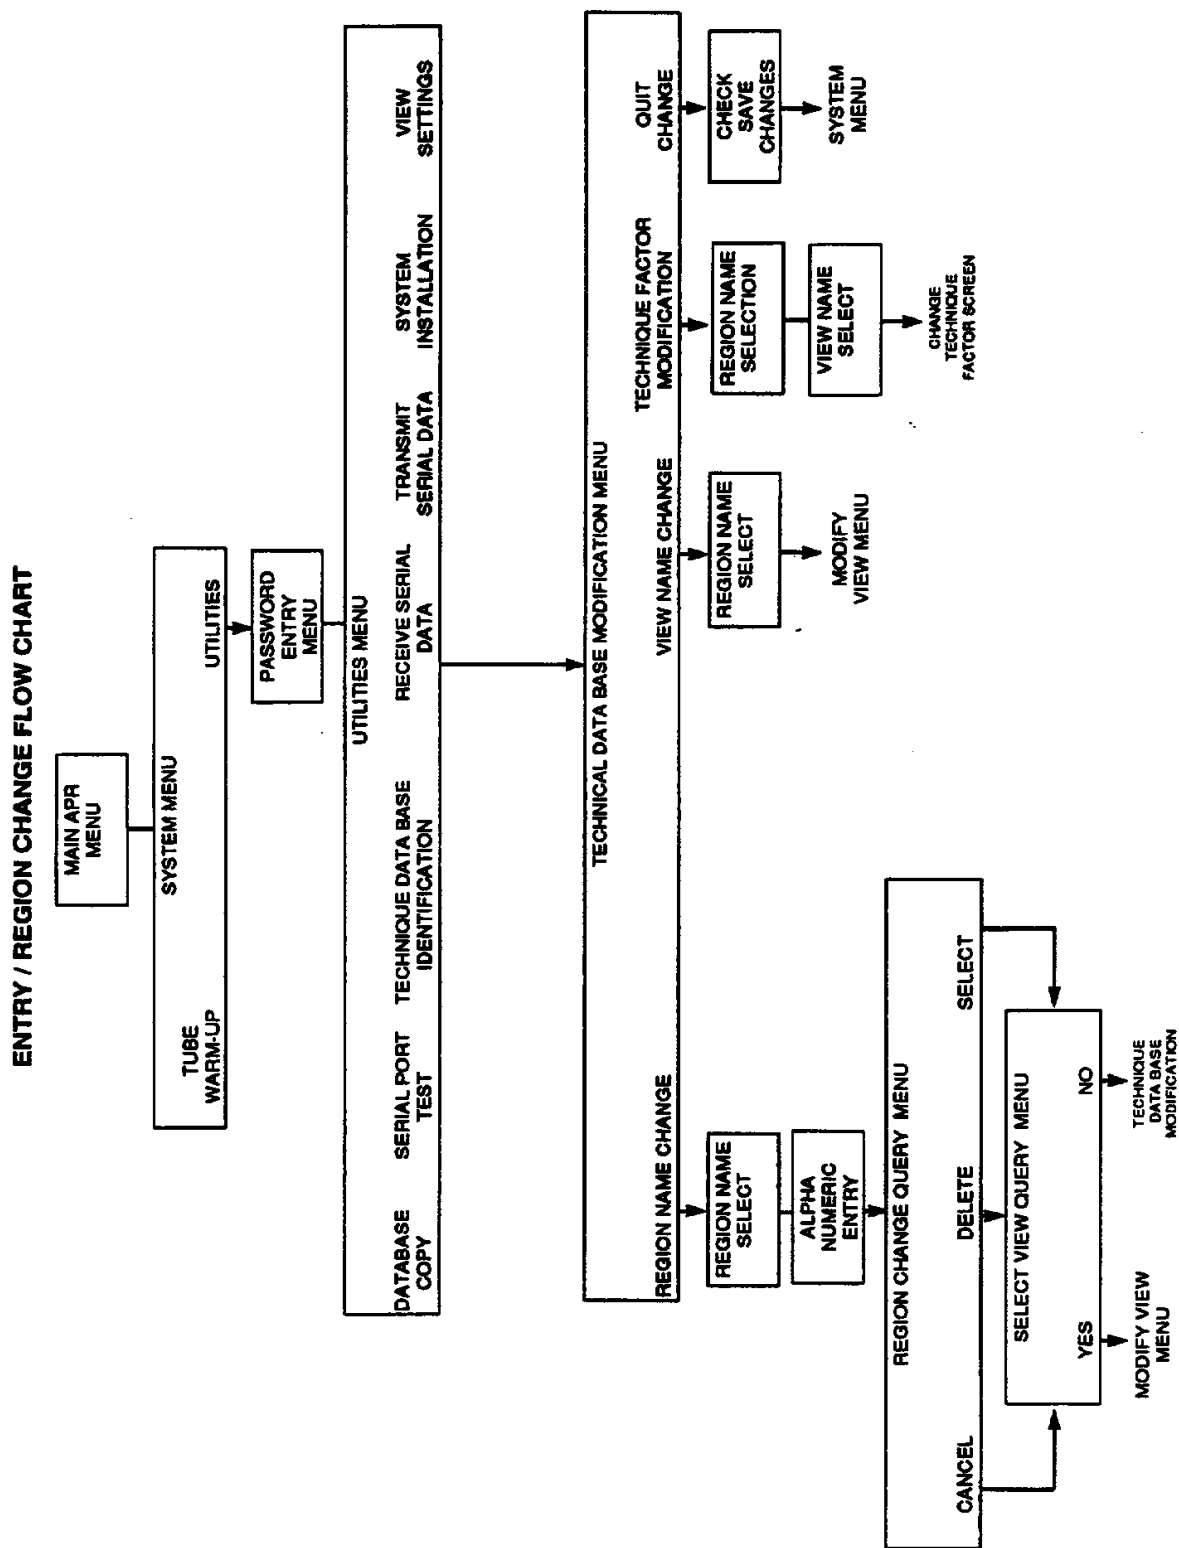 ENTRY / REGION CHANGE FLOW CHART
MAIN APR
MENU
SYSTEM MENU
TUBE
WARM-UP
UTILITIES
PASSWORD
ENTRY
MENU
UTILITIES MENU
DATABASE
COPY
SERIAL PORT
TEST
TECHNIQUE DATA BASE
IDENTIFICATION
RECEIVE SERIAL
DATA
TRANSMIT
SERIAL DATA
SYSTEM
INSTALLATION
VIEW
SETTINGS
TECHNICAL DATA BASE MODIFICATION MENU
REGION NAME CHANGE
VIEW NAME CHANGE
TECHNIQUE FACTOR
MODIFICATION
QUIT
CHANGE
REGION NAME
SELECT
ALPHA
NUMERIC
ENTRY
REGION NAME
SELECT
MODIFY
VIEW MENU
REGION NAME
SELECTION
VIEW NAME
SELECT
CHANGE
TECHNIQUE
FACTOR SCREEN
CHECK
SAVE
CHANGES
SYSTEM
MENU
REGION CHANGE QUERY MENU
CANCEL
DELETE
SELECT
SELECT VIEW QUERY MENU
YES
NO
MODIFY VIEW
MENU
TECHNIQUE
DATA BASE
MODIFICATION